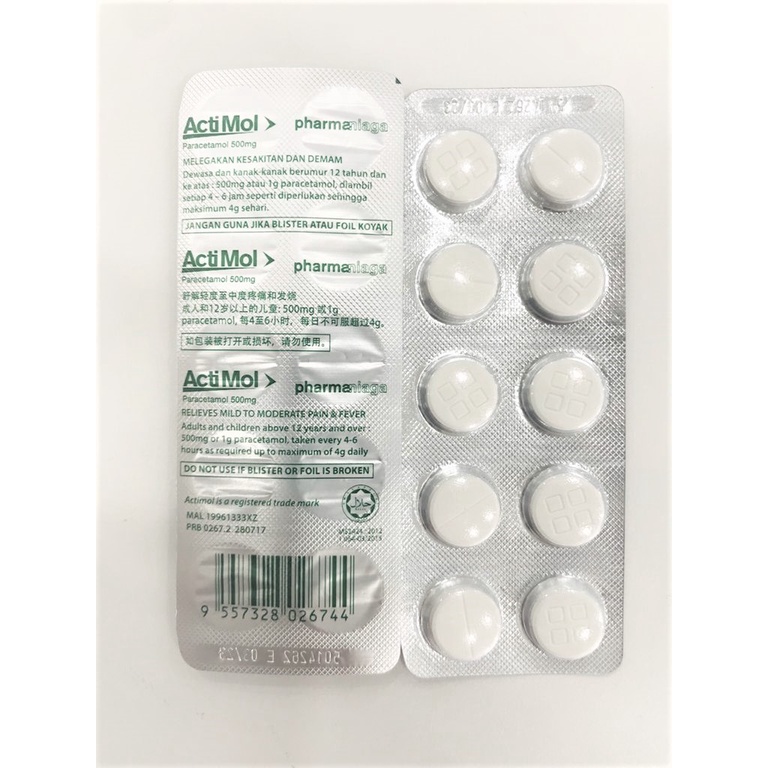 ActiMol
pharmaniaga
Paracetamol 500mg
MELEGAKAN KESAKITAN DAN DEMAM
Dewasa dan kanak-kanak berumur 12 tahun dan
ke atas : 500mg atau 1g paracetamol, diambil
setiap 4 - 6 jam seperti diperlukan sehingga
maksimum 4g sehari.
JANGAN GUNA JIKA BLISTER ATAU FOIL KOYAK
ActiMol
pharmaniaga
Paracetamol 500mg
舒解轻度至中度疼痛和发烧
成人和12岁以上的儿童: 500mg 或1g
paracetamol, 每4至6小时, 每日不可服超过4g.
如包装被打开或损坏, 请勿使用。
ActiMol
pharmaniaga
Paracetamol 500mg
RELIEVES MILD TO MODERATE PAIN & FEVER
Adults and children above 12 years and over :
500mg or 1g paracetamol, taken every 4-6
hours as required up to maximum of 4g daily
DO NOT USE IF BLISTER OR FOIL IS BROKEN
Actimol is a registered trade mark
MAL 19961333XZ
PRB 0267.2 280717
9 557328 026744
5014262 E 03/23